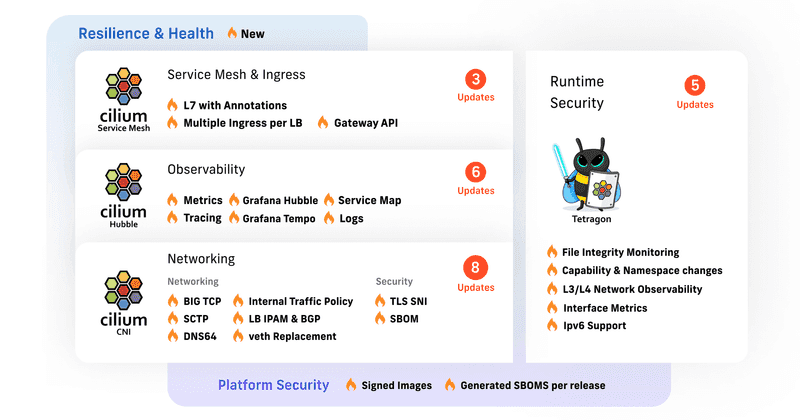 Resilience & Health New
cilium
Service Mesh
Service Mesh & Ingress
3
Updates
L7 with Annotations
Multiple Ingress per LB Gateway API
cilium
Hubble
Observability
6
Updates
Metrics Grafana Hubble Service Map
Tracing Grafana Tempo Logs
cilium
CNI
Networking
8
Updates
Networking Security
BIG TCP Internal Traffic Policy TLS SNI
SCTP LB IPAM & BGP SBOM
DNS64 veth Replacement
Runtime
Security
5
Updates
Tetragon
File Integrity Monitoring
Capability & Namespace changes
L3/L4 Network Observability
Interface Metrics
Ipv6 Support
Platform Security Signed Images Generated SBOMS per release